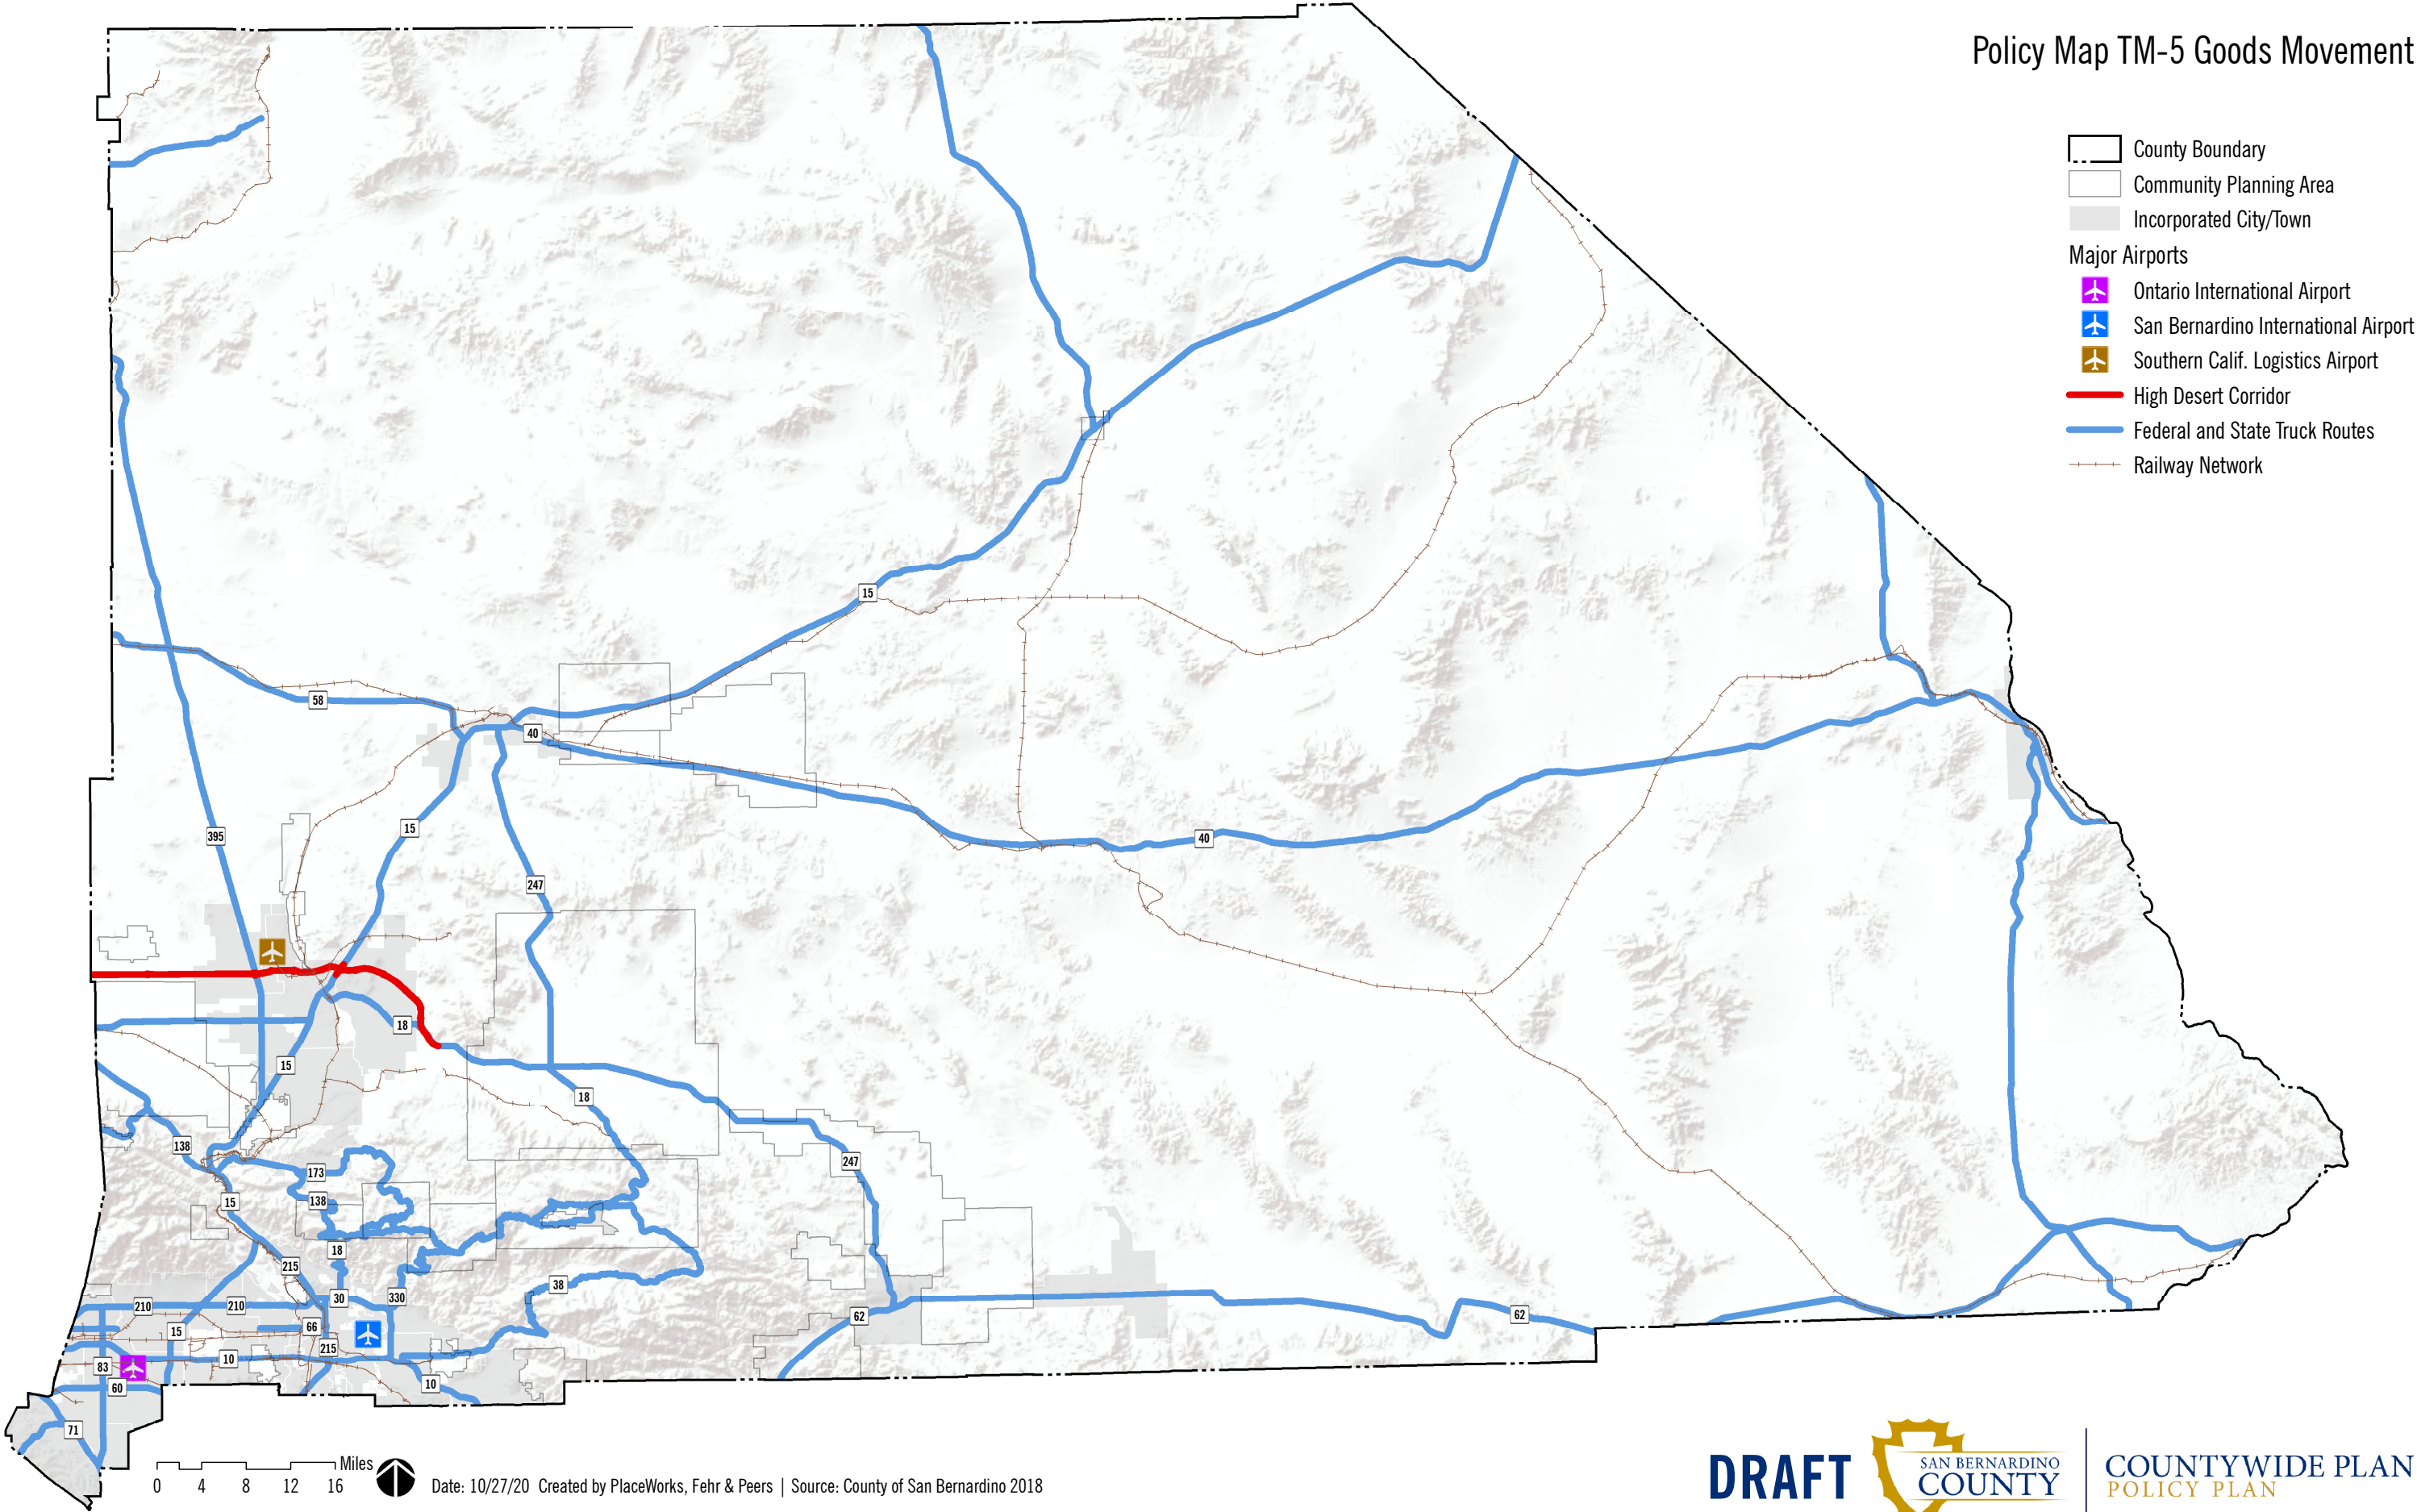 Policy Map TM-5 Goods Movement
County Boundary
Community Planning Area
Incorporated City/Town
Major Airports
Ontario International Airport
San Bernardino International Airport
Southern Calif. Logistics Airport
High Desert Corridor
Federal and State Truck Routes
Railway Network
15
58
40
395
15
40
247
18
15
18
138
247
173
138
15
18
215
38
30
330
210
210
62
62
66
15
215
10
83
10
60
71
Miles
0 4 8 12 16
Date: 10/27/20 Created by PlaceWorks, Fehr & Peers | Source: County of San Bernardino 2018
DRAFT
SAN BERNARDINO
COUNTY
COUNTYWIDE PLAN
POLICY PLAN